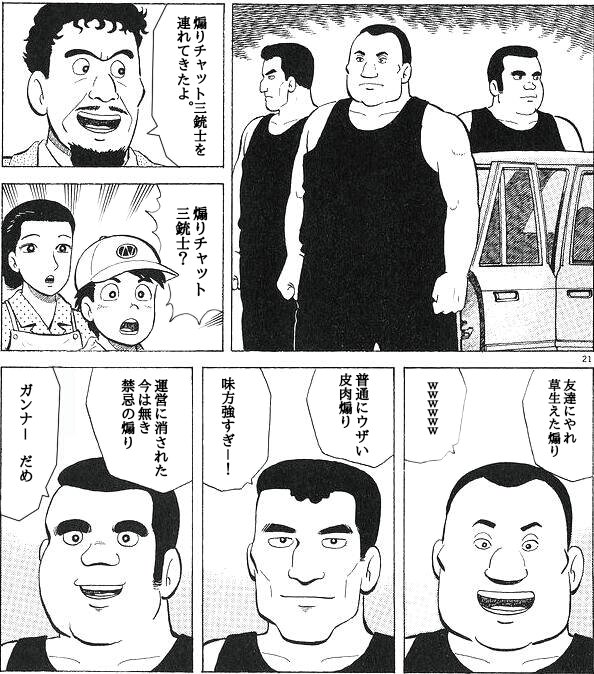 煽りチャット三銃士を
連れてきたよ。
煽りチャット
三銃士？
21
友達にやれ
草生えた煽り
wwwwww
普通にウザい
皮肉煽り
味方強すぎー！
運営に消された
今は無き
禁忌の煽り
ガンナー　だめ